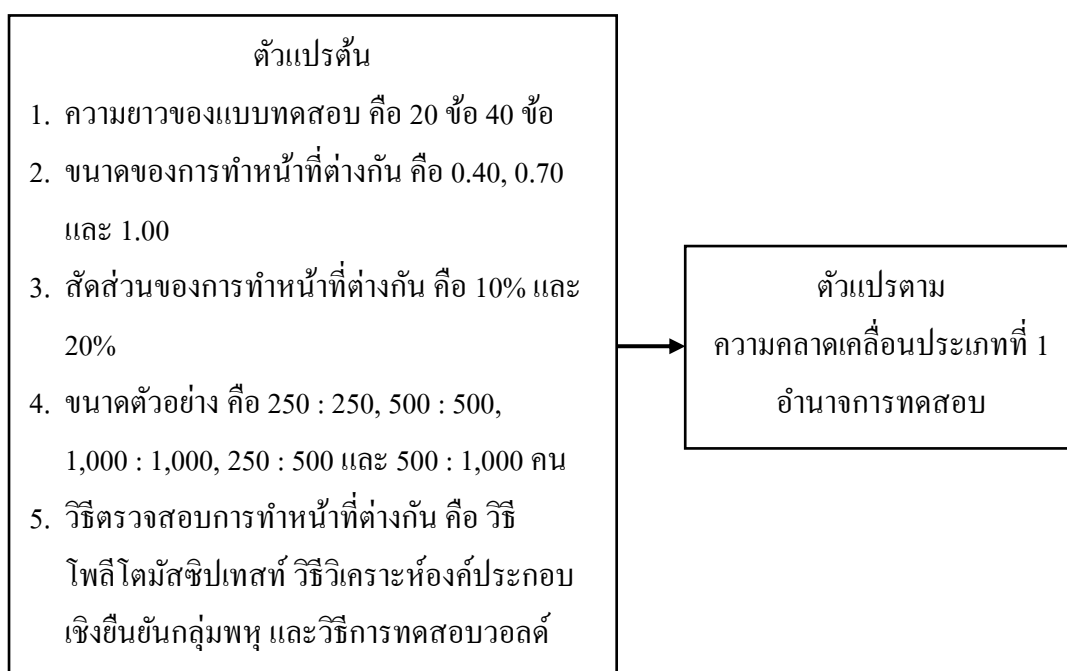 ตัวแปรต้น
1. ความยาวของแบบทดสอบ คือ 20 ข้อ 40 ข้อ
2. ขนาดของการทำหน้าที่ต่างกัน คือ 0.40, 0.70
และ 1.00
3. สัดส่วนของการทำหน้าที่ต่างกัน คือ 10% และ
20%
4. ขนาดตัวอย่าง คือ 250 : 250, 500 : 500,
1,000 : 1,000, 250 : 500 และ 500 : 1,000 คน
5. วิธีตรวจสอบการทำหน้าที่ต่างกัน คือ วิธี
โพลีโตมัสซิปเทสท์ วิธีวิเคราะห์องค์ประกอบ
เชิงยืนยันกลุ่มพหุ และวิธีการทดสอบวอลด์
ตัวแปรตาม
ความคลาดเคลื่อนประเภทที่ 1
อำนาจการทดสอบ